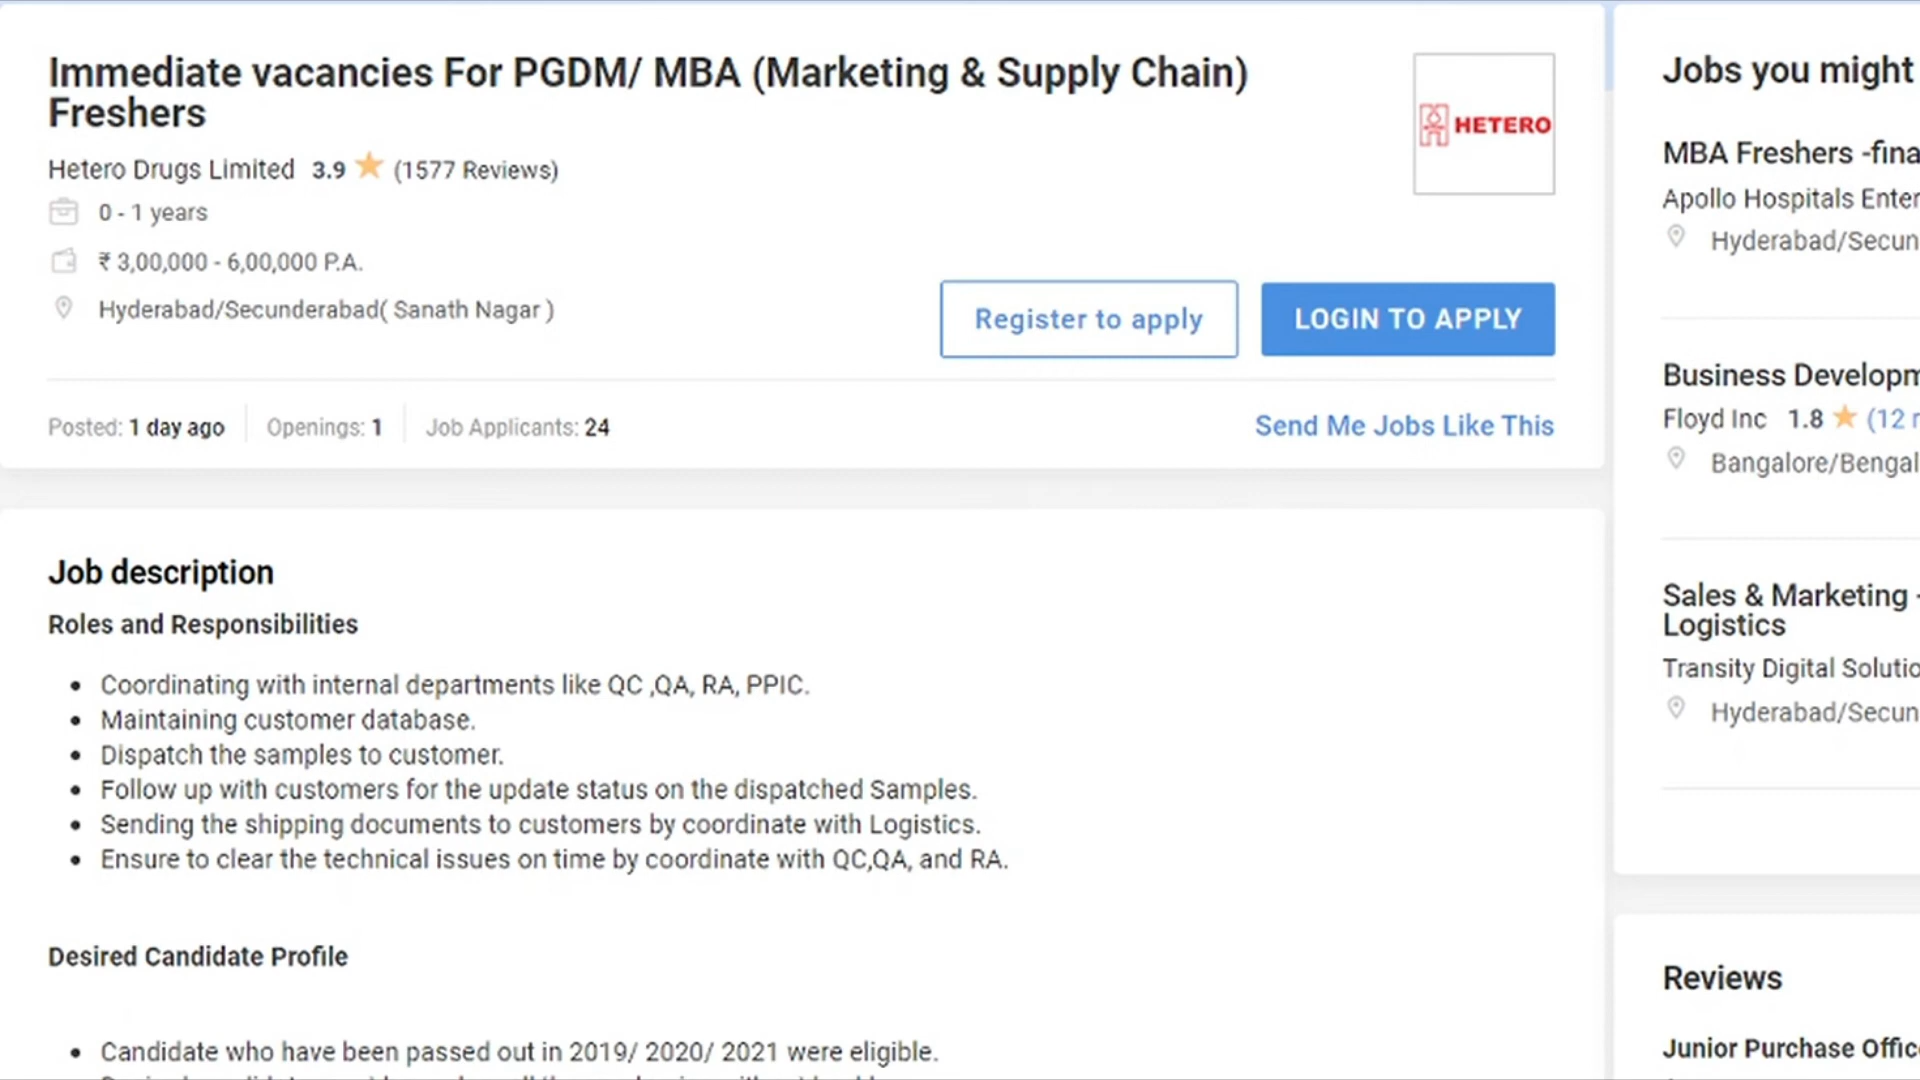 Immediate vacancies For PGDM/ MBA (Marketing & Supply Chain)
Freshers
Hetero Drugs Limited 3.9 (1577 Reviews)
0 - 1 years
₹ 3,00,000 - 6,00,000 P.A.
Hyderabad/Secunderabad( Sanath Nagar )
HETERO
Register to apply
LOGIN TO APPLY
Posted: 1 day ago
Openings: 1
Job Applicants: 24
Send Me Jobs Like This
Job description
Roles and Responsibilities
Coordinating with internal departments like QC ,QA, RA, PPIC.
Maintaining customer database.
Dispatch the samples to customer.
Follow up with customers for the update status on the dispatched Samples.
Sending the shipping documents to customers by coordinate with Logistics.
Ensure to clear the technical issues on time by coordinate with QC,QA, and RA.
Desired Candidate Profile
Candidate who have been passed out in 2019/ 2020/ 2021 were eligible.
Jobs you might
MBA Freshers -fina
Apollo Hospitals Enter
Hyderabad/Secun
Business Developm
Floyd Inc 1.8 (12 r
Bangalore/Bengal
Sales & Marketing -
Logistics
Transity Digital Solutio
Hyderabad/Secun
Reviews
Junior Purchase Offic